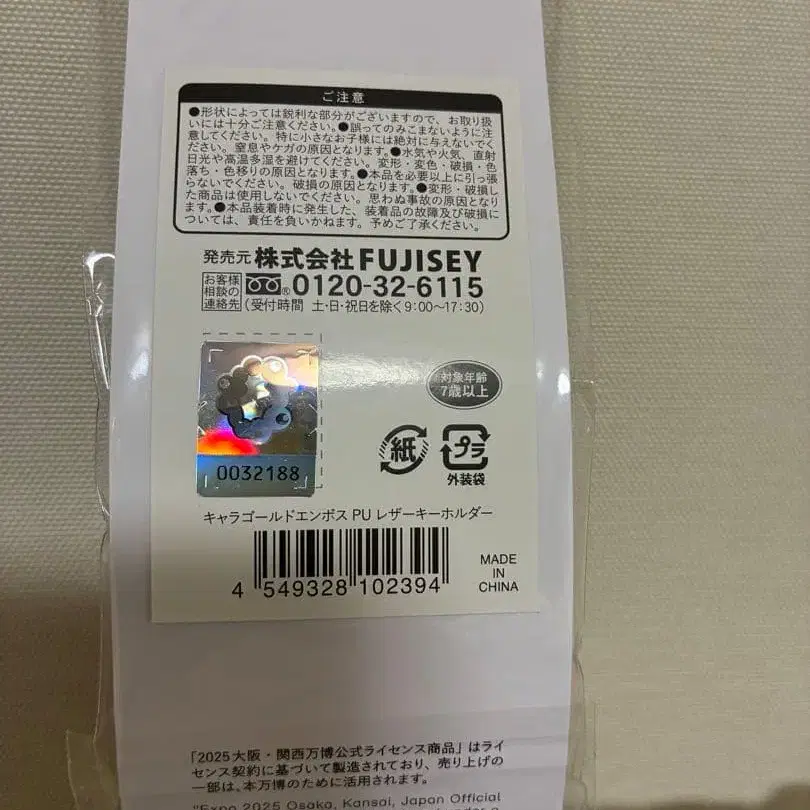 ご注意
●形状によっては鋭利な部分がございますので、お取り扱
いには十分ご注意ください。●誤ってのみこまないように注
意してください。特に小さなお子様には絶対に与えないでく
ださい。窒息やケガの原因となります。●水気や火気、直射
日光や高温多湿を避けてください。変形・変色・破損・色
落ち・色移りの原因となります。●本品を必要以上に引っ張
らないでください。破損の原因となります。●変形・破損し
た商品は使用しないでください。思わぬ事故の原因となり
ます。●本品装着時に発生した、装着品の故障及び破損に
ついては、責任を負いかねます。予めご了承ください。
発売元 株式会社FUJISEY
お客様
相談の
連絡先
® 0120-32-6115
(受付時間 土・日・祝日を除く9:00〜17:30)
対象年齢
7歳以上
紙
プラ
外装袋
0032188
キャラゴールドエンボス PU レザーキーホルダー
4 549328 102394
MADE
IN
CHINA
「2025大阪・関西万博公式ライセンス商品」はライ
センス契約に基づいて製造されており、売り上げの
一部は、本万博のために活用されます。
"Expo 2025 Osaka, Kansai, Japan Official